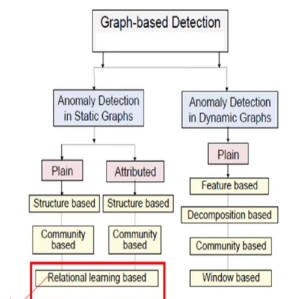 Graph-based Detection
Anomaly Detection
in Static Graphs
Anomaly Detection
in Dynamic Graphs
Plain
Attributed
Plain
Structure based
Structure based
Feature based
Community
based
Community
based
Decomposition based
Community based
Relational learning based
Window based